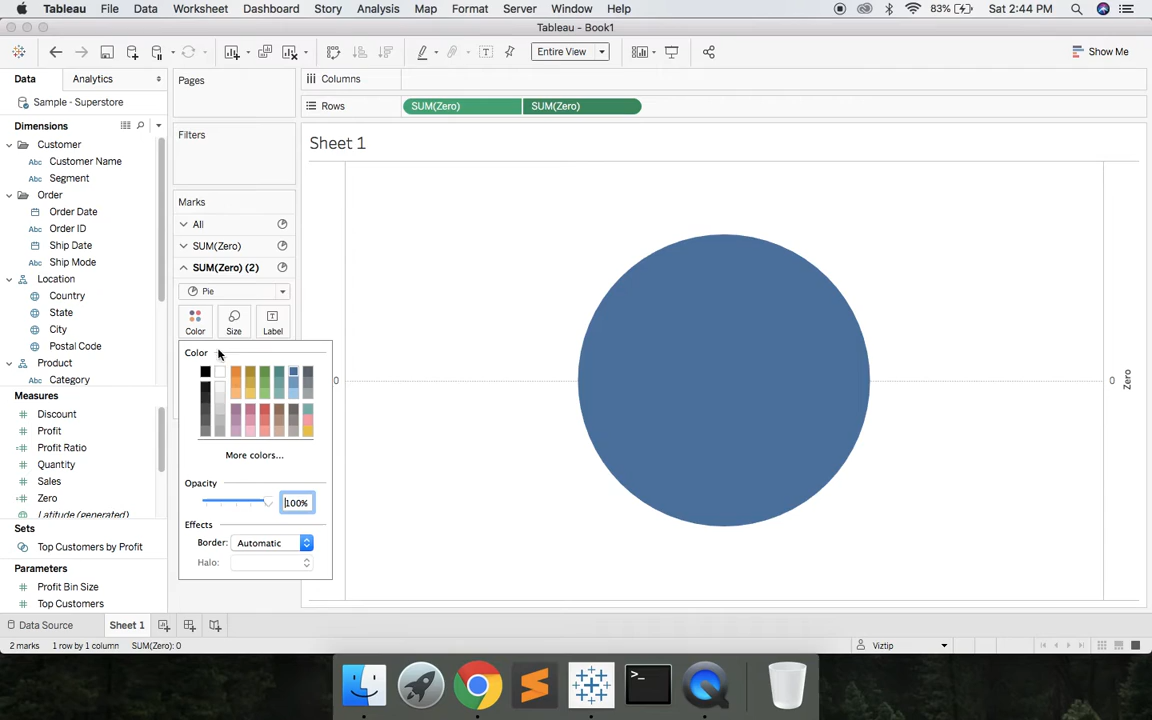 Tableau File Data Worksheet Dashboard Story Analysis Map Format Server Window Help 83% Sat 2:44 PM
Tableau - Book1
Entire View Show Me
Data Analytics Pages Columns
Sample - Superstore Rows SUM(Zero) SUM(Zero)
Dimensions Filters
Sheet 1
Customer
Abc Customer Name
Abc Segment
Order
Order Date
Abc Order ID
Ship Date
Abc Ship Mode
Location
Country
State
City
Postal Code
Product
Abc Category
Measures
Discount
Profit
Profit Ratio
Quantity
Sales
Zero
Latitude (generated)
Sets
Top Customers by Profit
Parameters
Profit Bin Size
Top Customers
Marks
All
SUM(Zero)
SUM(Zero) (2)
Pie
Color Size Label
Color
More colors...
Opacity
100%
Effects
Border: Automatic
Halo:
0
0
Zero
Data Source Sheet 1
2 marks 1 row by 1 column SUM(Zero): 0 Viztip
>_